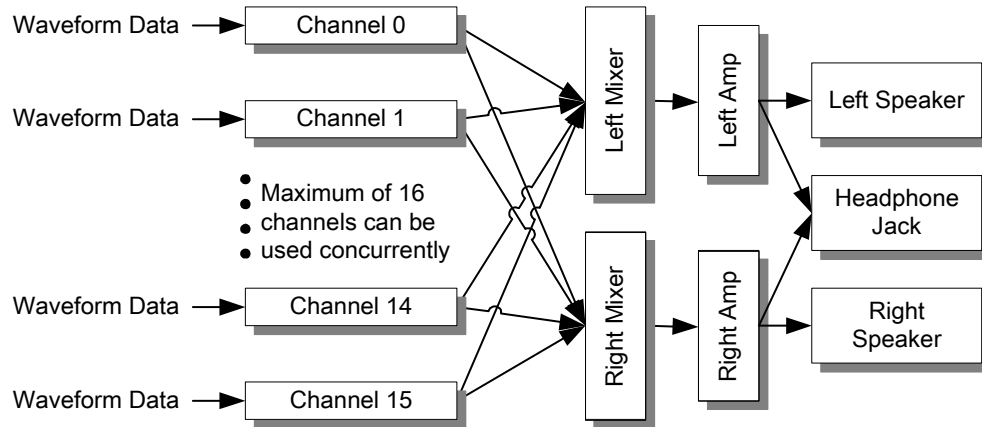 Waveform Data
Channel 0
Waveform Data
Channel 1
Maximum of 16
channels can be
used concurrently
Waveform Data
Channel 14
Waveform Data
Channel 15
Left Mixer
Right Mixer
Left Amp
Right Amp
Left Speaker
Headphone
Jack
Right
Speaker